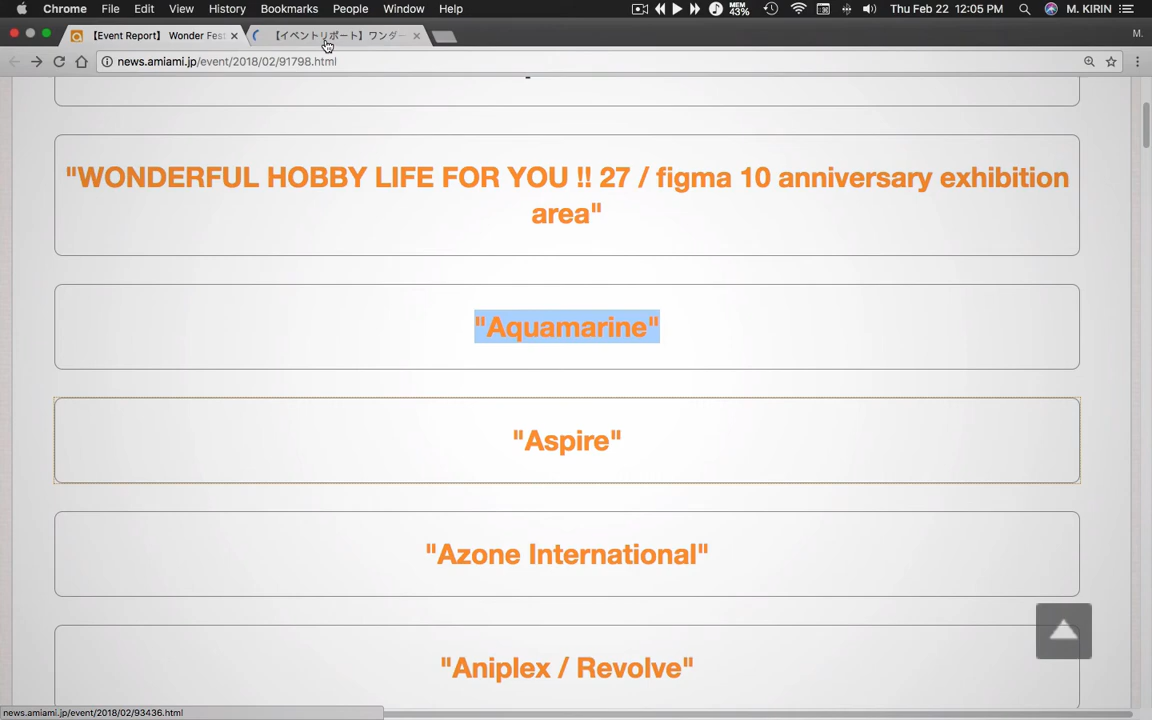 Chrome File Edit View History Bookmarks People Window Help MEM 43% Thu Feb 22 12:05 PM M. KIRIN
【Event Report】 Wonder Fes
【イベントリポート】ワンダー
M.
news.amiami.jp/event/2018/02/91798.html
"WONDERFUL HOBBY LIFE FOR YOU !! 27 / figma 10 anniversary exhibition
area"
"Aquamarine"
"Aspire"
"Azone International"
"Aniplex / Revolve"
news.amiami.jp/event/2018/02/93436.html